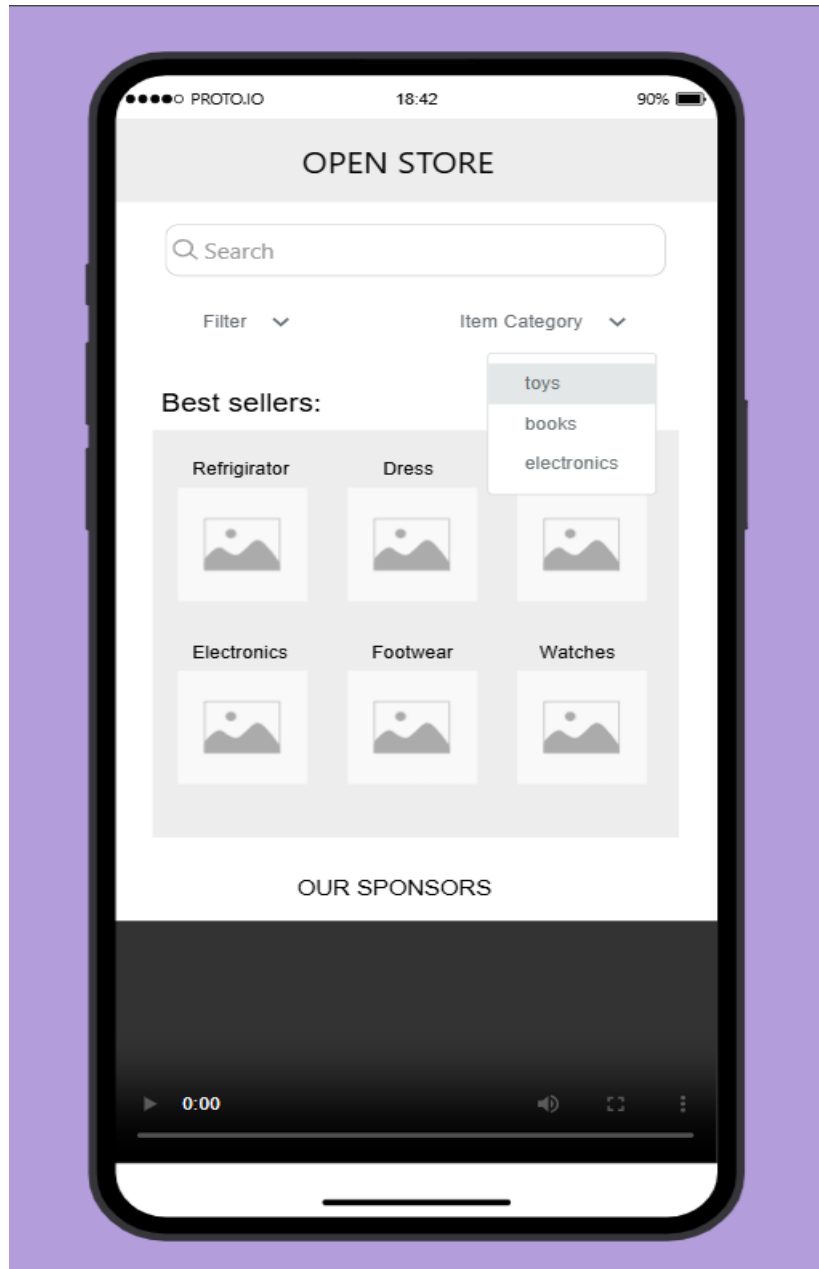 PROTO.IO 18:42 90%
OPEN STORE
Search
Filter Item Category
toys
books
electronics
Best sellers:
Refrigirator Dress
Electronics Footwear Watches
OUR SPONSORS
0:00